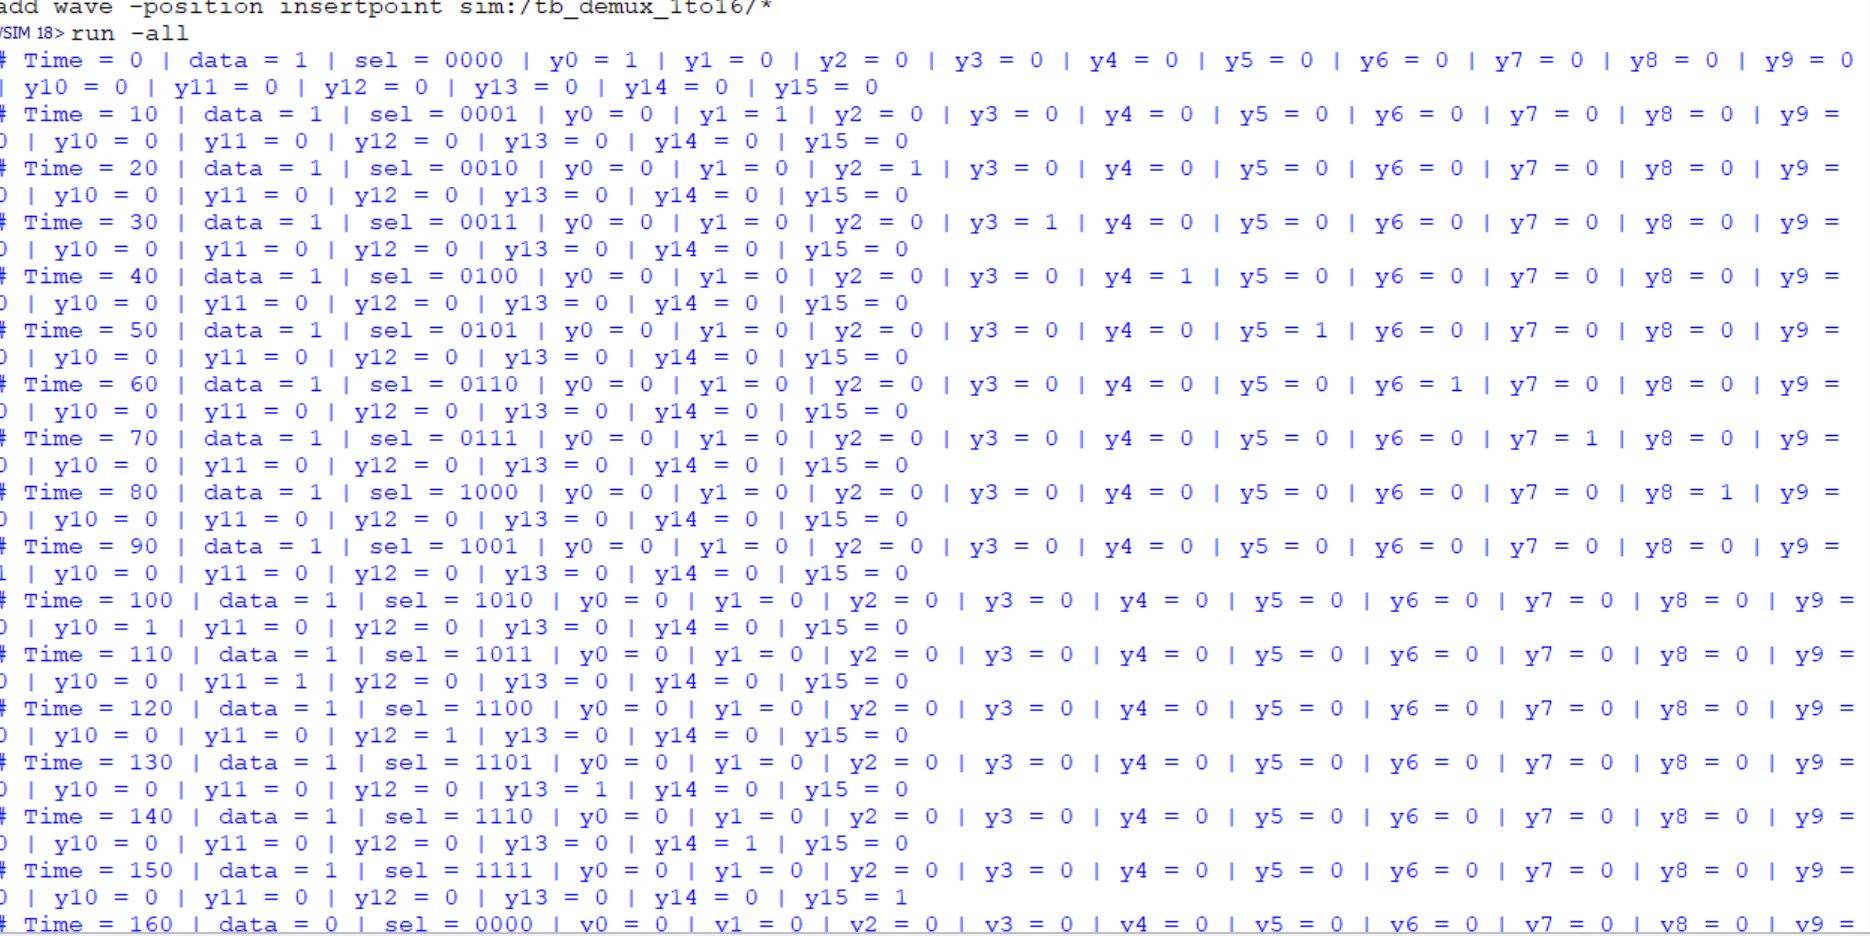 add wave -position insertpoint sim:/tb_demux_1to16/*
VSIM 18> run -all
# Time = 0 | data = 1 | sel = 0000 | y0 = 1 | y1 = 0 | y2 = 0 | y3 = 0 | y4 = 0 | y5 = 0 | y6 = 0 | y7 = 0 | y8 = 0 | y9 = 0
| y10 = 0 | y11 = 0 | y12 = 0 | y13 = 0 | y14 = 0 | y15 = 0
# Time = 10 | data = 1 | sel = 0001 | y0 = 0 | y1 = 1 | y2 = 0 | y3 = 0 | y4 = 0 | y5 = 0 | y6 = 0 | y7 = 0 | y8 = 0 | y9 =
0 | y10 = 0 | y11 = 0 | y12 = 0 | y13 = 0 | y14 = 0 | y15 = 0
# Time = 20 | data = 1 | sel = 0010 | y0 = 0 | y1 = 0 | y2 = 1 | y3 = 0 | y4 = 0 | y5 = 0 | y6 = 0 | y7 = 0 | y8 = 0 | y9 =
0 | y10 = 0 | y11 = 0 | y12 = 0 | y13 = 0 | y14 = 0 | y15 = 0
# Time = 30 | data = 1 | sel = 0011 | y0 = 0 | y1 = 0 | y2 = 0 | y3 = 1 | y4 = 0 | y5 = 0 | y6 = 0 | y7 = 0 | y8 = 0 | y9 =
0 | y10 = 0 | y11 = 0 | y12 = 0 | y13 = 0 | y14 = 0 | y15 = 0
# Time = 40 | data = 1 | sel = 0100 | y0 = 0 | y1 = 0 | y2 = 0 | y3 = 0 | y4 = 1 | y5 = 0 | y6 = 0 | y7 = 0 | y8 = 0 | y9 =
0 | y10 = 0 | y11 = 0 | y12 = 0 | y13 = 0 | y14 = 0 | y15 = 0
# Time = 50 | data = 1 | sel = 0101 | y0 = 0 | y1 = 0 | y2 = 0 | y3 = 0 | y4 = 0 | y5 = 1 | y6 = 0 | y7 = 0 | y8 = 0 | y9 =
0 | y10 = 0 | y11 = 0 | y12 = 0 | y13 = 0 | y14 = 0 | y15 = 0
# Time = 60 | data = 1 | sel = 0110 | y0 = 0 | y1 = 0 | y2 = 0 | y3 = 0 | y4 = 0 | y5 = 0 | y6 = 1 | y7 = 0 | y8 = 0 | y9 =
0 | y10 = 0 | y11 = 0 | y12 = 0 | y13 = 0 | y14 = 0 | y15 = 0
# Time = 70 | data = 1 | sel = 0111 | y0 = 0 | y1 = 0 | y2 = 0 | y3 = 0 | y4 = 0 | y5 = 0 | y6 = 0 | y7 = 1 | y8 = 0 | y9 =
0 | y10 = 0 | y11 = 0 | y12 = 0 | y13 = 0 | y14 = 0 | y15 = 0
# Time = 80 | data = 1 | sel = 1000 | y0 = 0 | y1 = 0 | y2 = 0 | y3 = 0 | y4 = 0 | y5 = 0 | y6 = 0 | y7 = 0 | y8 = 1 | y9 =
0 | y10 = 0 | y11 = 0 | y12 = 0 | y13 = 0 | y14 = 0 | y15 = 0
# Time = 90 | data = 1 | sel = 1001 | y0 = 0 | y1 = 0 | y2 = 0 | y3 = 0 | y4 = 0 | y5 = 0 | y6 = 0 | y7 = 0 | y8 = 0 | y9 =
1 | y10 = 0 | y11 = 0 | y12 = 0 | y13 = 0 | y14 = 0 | y15 = 0
# Time = 100 | data = 1 | sel = 1010 | y0 = 0 | y1 = 0 | y2 = 0 | y3 = 0 | y4 = 0 | y5 = 0 | y6 = 0 | y7 = 0 | y8 = 0 | y9 =
0 | y10 = 1 | y11 = 0 | y12 = 0 | y13 = 0 | y14 = 0 | y15 = 0
# Time = 110 | data = 1 | sel = 1011 | y0 = 0 | y1 = 0 | y2 = 0 | y3 = 0 | y4 = 0 | y5 = 0 | y6 = 0 | y7 = 0 | y8 = 0 | y9 =
0 | y10 = 0 | y11 = 1 | y12 = 0 | y13 = 0 | y14 = 0 | y15 = 0
# Time = 120 | data = 1 | sel = 1100 | y0 = 0 | y1 = 0 | y2 = 0 | y3 = 0 | y4 = 0 | y5 = 0 | y6 = 0 | y7 = 0 | y8 = 0 | y9 =
0 | y10 = 0 | y11 = 0 | y12 = 1 | y13 = 0 | y14 = 0 | y15 = 0
# Time = 130 | data = 1 | sel = 1101 | y0 = 0 | y1 = 0 | y2 = 0 | y3 = 0 | y4 = 0 | y5 = 0 | y6 = 0 | y7 = 0 | y8 = 0 | y9 =
0 | y10 = 0 | y11 = 0 | y12 = 0 | y13 = 1 | y14 = 0 | y15 = 0
# Time = 140 | data = 1 | sel = 1110 | y0 = 0 | y1 = 0 | y2 = 0 | y3 = 0 | y4 = 0 | y5 = 0 | y6 = 0 | y7 = 0 | y8 = 0 | y9 =
0 | y10 = 0 | y11 = 0 | y12 = 0 | y13 = 0 | y14 = 1 | y15 = 0
# Time = 150 | data = 1 | sel = 1111 | y0 = 0 | y1 = 0 | y2 = 0 | y3 = 0 | y4 = 0 | y5 = 0 | y6 = 0 | y7 = 0 | y8 = 0 | y9 =
0 | y10 = 0 | y11 = 0 | y12 = 0 | y13 = 0 | y14 = 0 | y15 = 1
# Time = 160 | data = 0 | sel = 0000 | y0 = 0 | y1 = 0 | y2 = 0 | y3 = 0 | y4 = 0 | y5 = 0 | y6 = 0 | y7 = 0 | y8 = 0 | y9 =